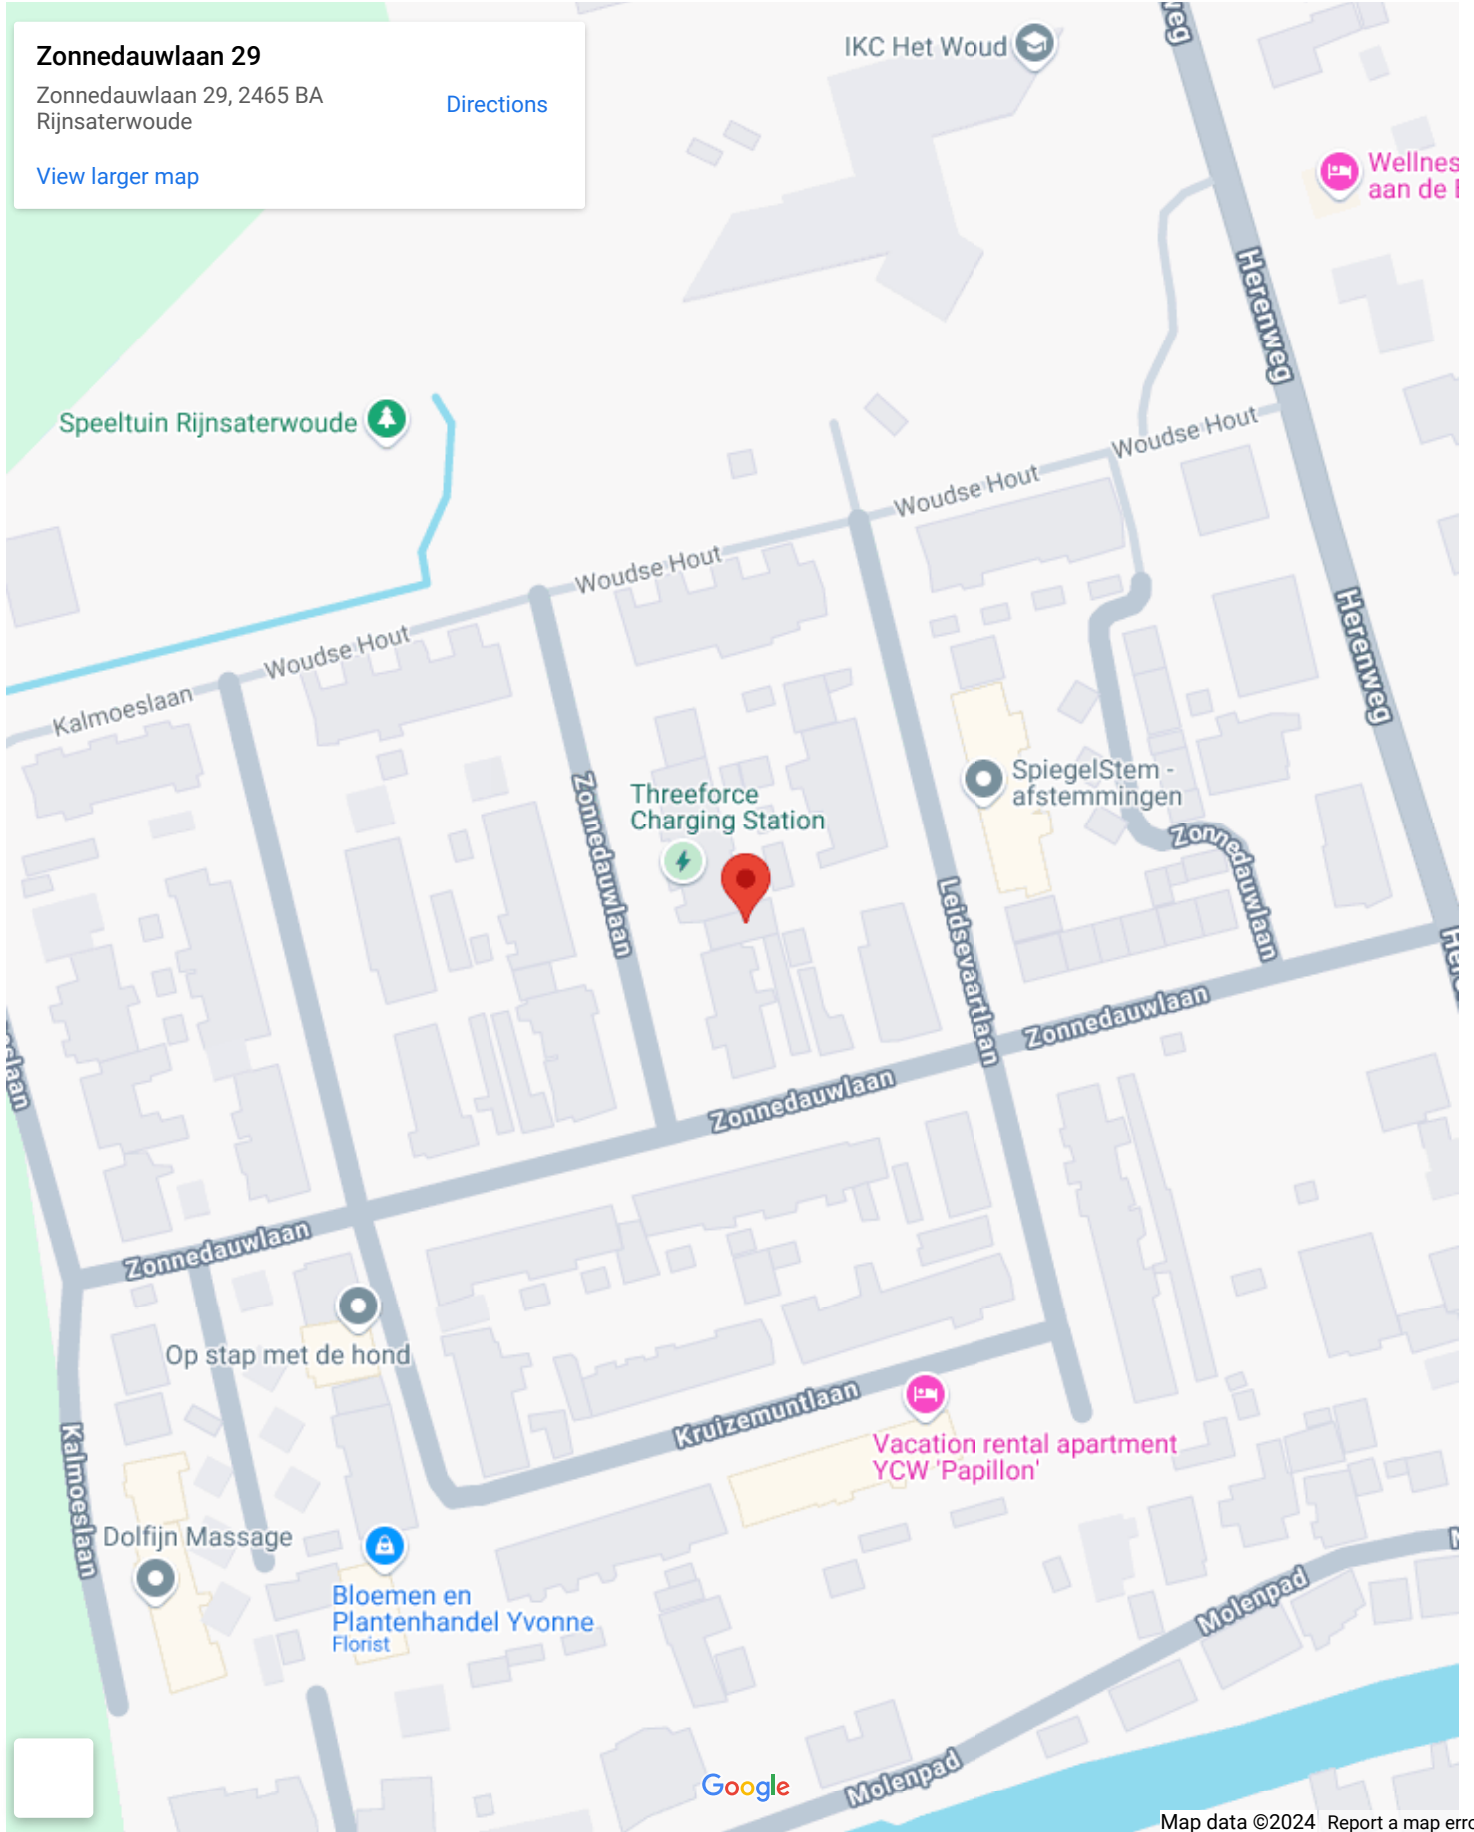 Zonnedauwlaan 29
Zonnedauwlaan 29, 2465 BA
Rijnsaterwoude
Directions
View larger map
IKC Het Woud
Wellnes
aan de
Herenweg
Speeltuin Rijnsaterwoude
Woudse Hout
Woudse Hout
Woudse Hout
Woudse Hout
Kalmoeslaan
Herenweg
Threeforce
Charging Station
SpiegelStem -
afstemmingen
Zonnedauwlaan
Zonnedauwlaan
Leidsevaartlaan
Zonnedauwlaan
Zonnedauwlaan
Zonnedauwlaan
Op stap met de hond
Kruizemuntlaan
Vacation rental apartment
YCW 'Papillon'
Kalmoeslaan
Dolfijn Massage
Bloemen en
Plantenhandel Yvonne
Florist
Molenpad
Molenpad
Google
Map data ©2024
Report a map erro